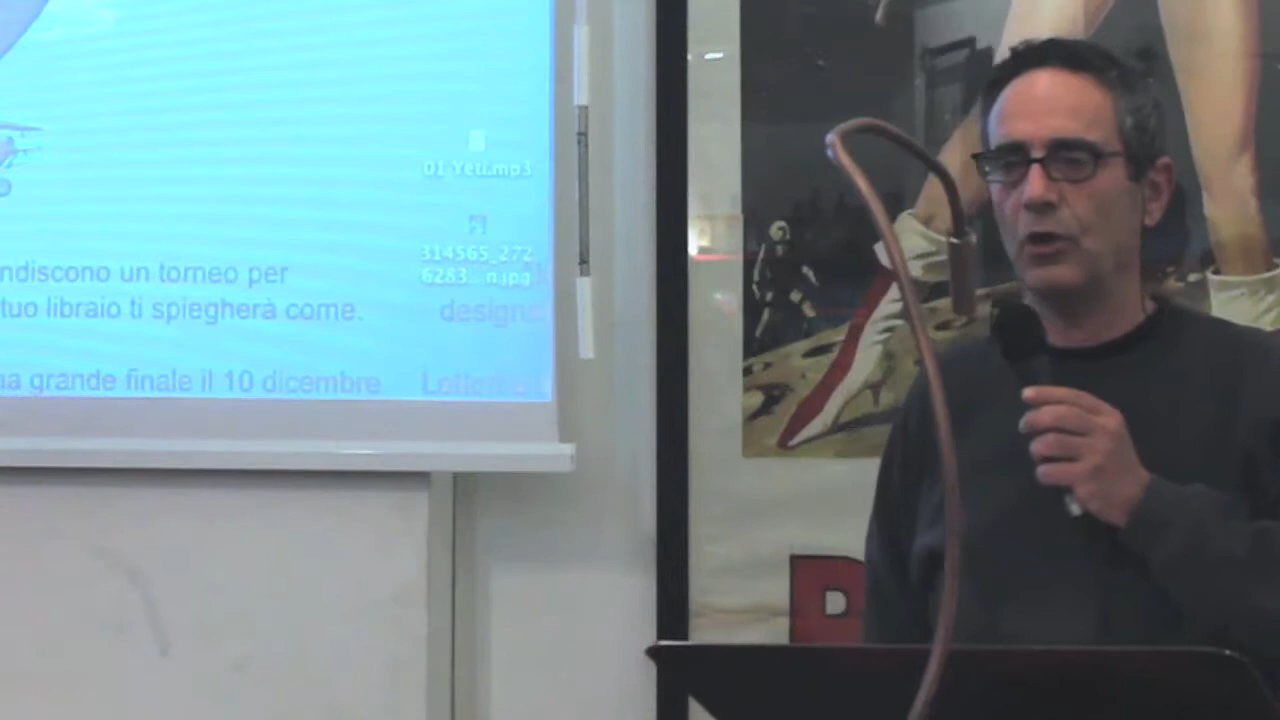 01 Yeti.mp3
314565_272
6283... n.jpg
ndiscono un torneo per
tuo libraio ti spiegherà come.
na grande finale il 10 dicembre